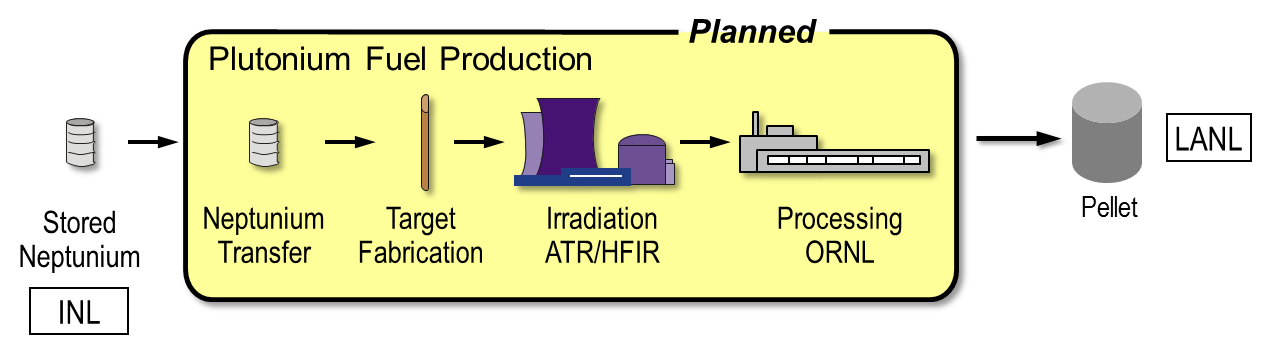 Planned
Plutonium Fuel Production
Stored
Neptunium
INL
Neptunium
Transfer
Target
Fabrication
Irradiation
ATR/HFIR
Processing
ORNL
Pellet
LANL